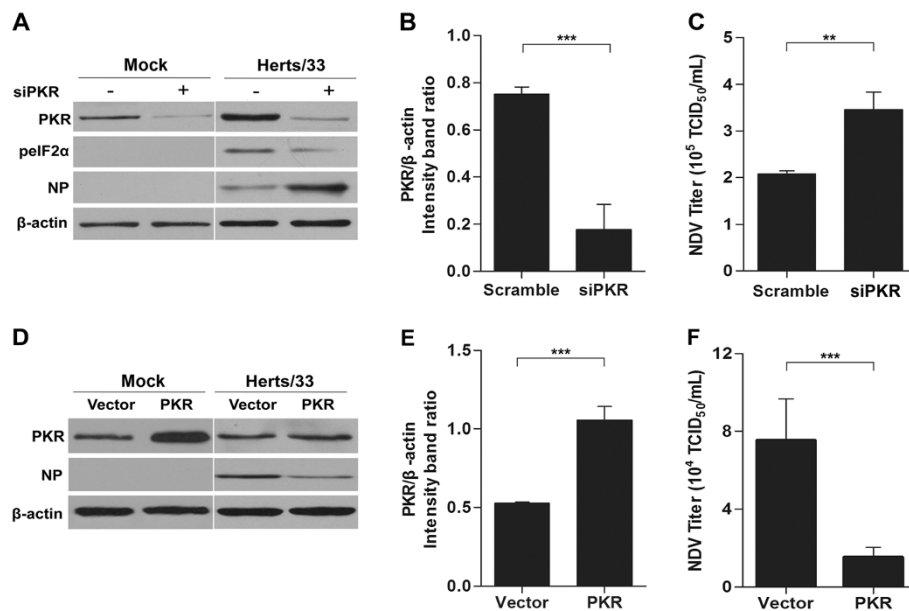 A
Mock Herts/33
siPKR - + - +
PKR
peIF2α
NP
β-actin
B
***
PKR/β -actin
Intensity band ratio
0.8
0.6
0.4
0.2
0.0
Scramble siPKR
C
**
NDV Titer (10⁵ TCID₅₀/mL)
5
4
3
2
1
0
Scramble siPKR
D
Mock Herts/33
Vector PKR Vector PKR
PKR
NP
β-actin
E
***
PKR/β -actin
Intensity band ratio
1.5
1.0
0.5
0.0
Vector PKR
F
***
NDV Titer (10⁴ TCID₅₀/mL)
12
8
4
0
Vector PKR